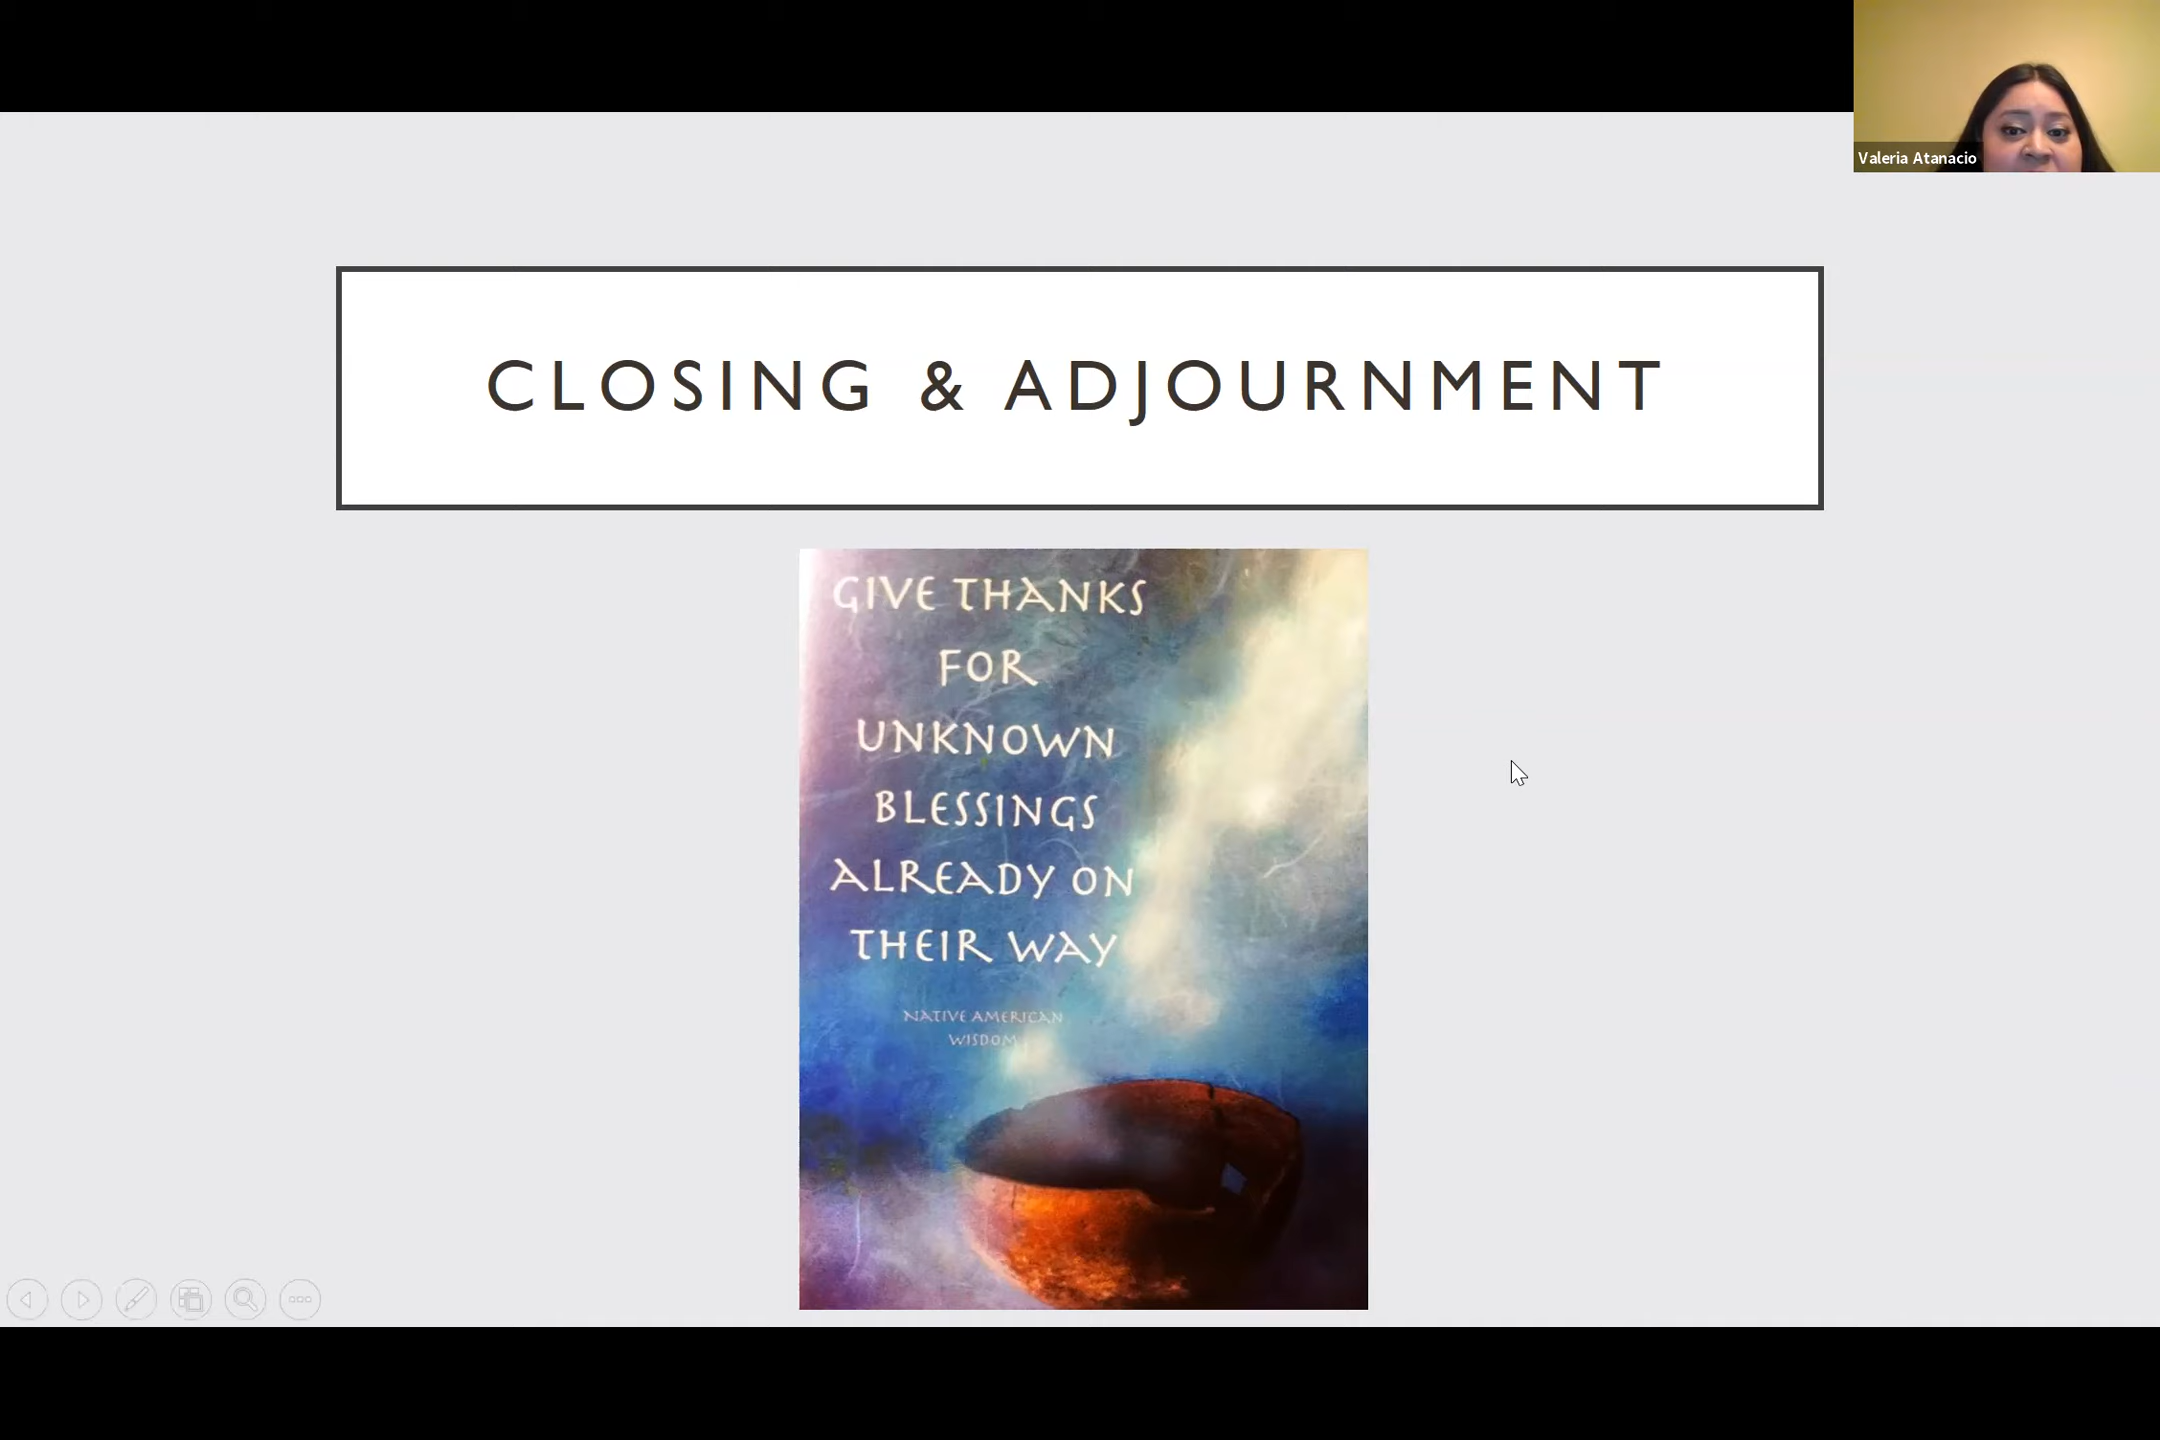 Valeria Atanacio
CLOSING & ADJOURNMENT
GIVE THANKS
FOR
UNKNOWN
BLESSINGS
ALREADY ON
THEIR WAY
NATIVE AMERICAN
WISDOM